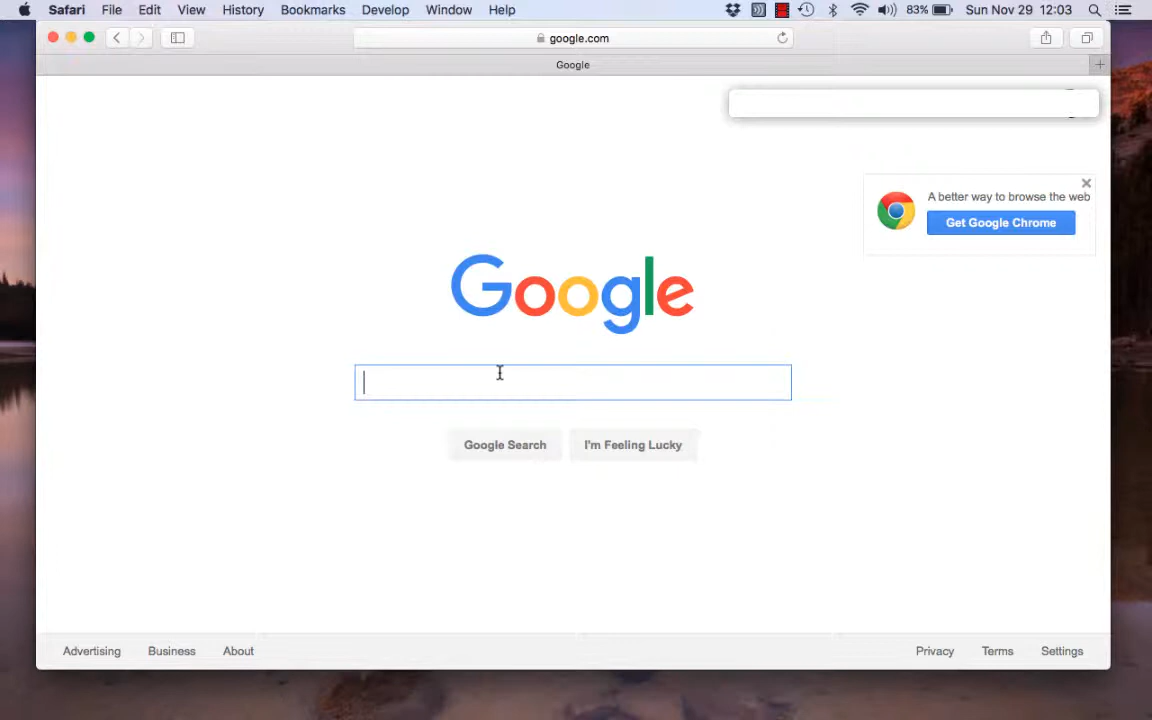 Safari File Edit View History Bookmarks Develop Window Help 83% Sun Nov 29 12:03
google.com
Google
A better way to browse the web
Get Google Chrome
Google
Google Search I'm Feeling Lucky
Advertising Business About Privacy Terms Settings